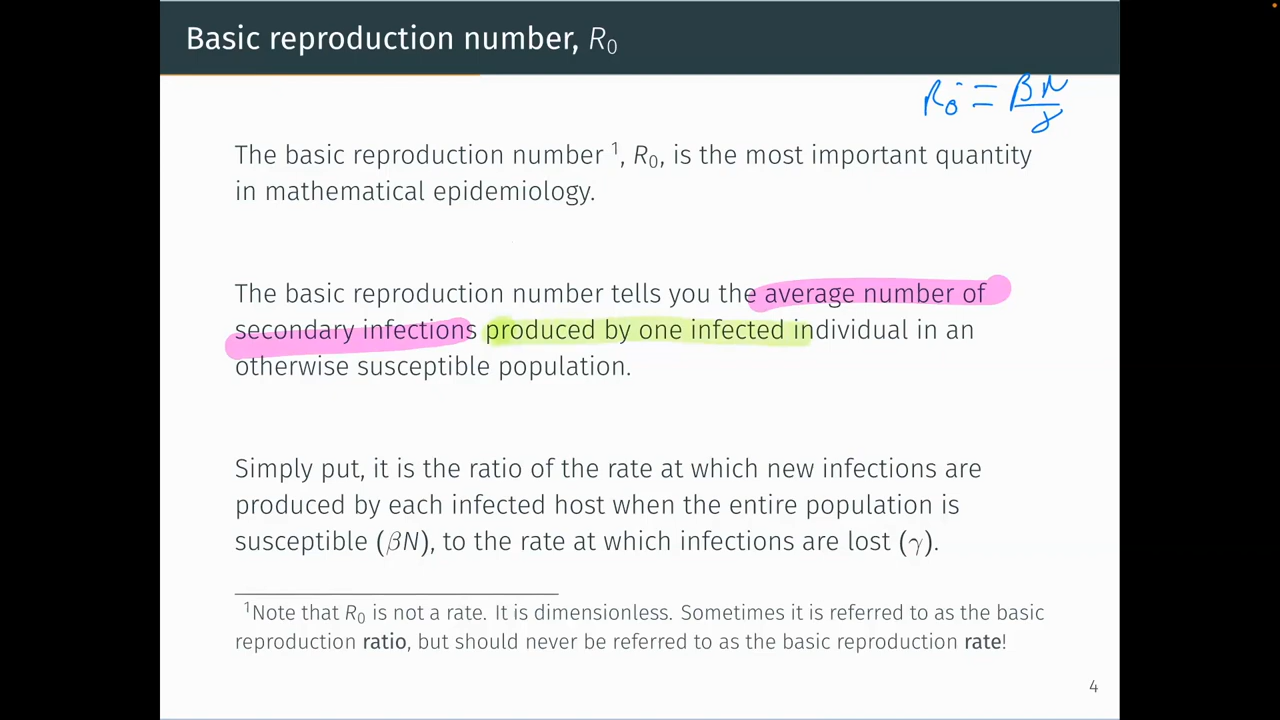 Basic reproduction number, R₀
R₀ = βN/γ
The basic reproduction number ¹, R₀, is the most important quantity
in mathematical epidemiology.
The basic reproduction number tells you the average number of
secondary infections produced by one infected individual in an
otherwise susceptible population.
Simply put, it is the ratio of the rate at which new infections are
produced by each infected host when the entire population is
susceptible (βN), to the rate at which infections are lost (γ).
¹Note that R₀ is not a rate. It is dimensionless. Sometimes it is referred to as the basic
reproduction ratio, but should never be referred to as the basic reproduction rate!
4